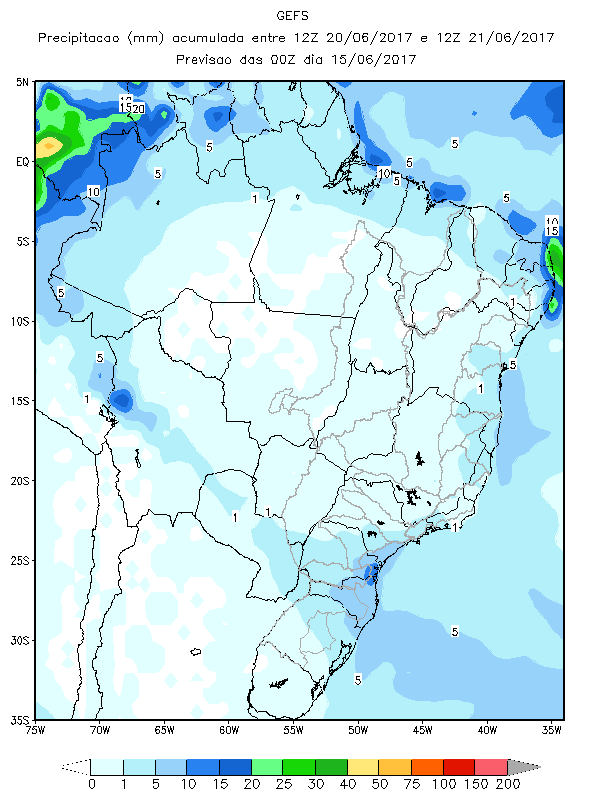 GEFS
Precipitacao (mm) acumulada entre 12Z 20/06/2017 e 12Z 21/06/2017
Previsao das 00Z dia 15/06/2017
5N
EQ
5S
10S
15S
20S
25S
30S
35S
10
15
20
5
5
5
5
10
5
5
10
15
10
1
5
1
5
5
1
1
1
1
1
5
5
75W 70W 65W 60W 55W 50W 45W 40W 35W
0 1 5 10 15 20 25 30 40 50 75 100 150 200